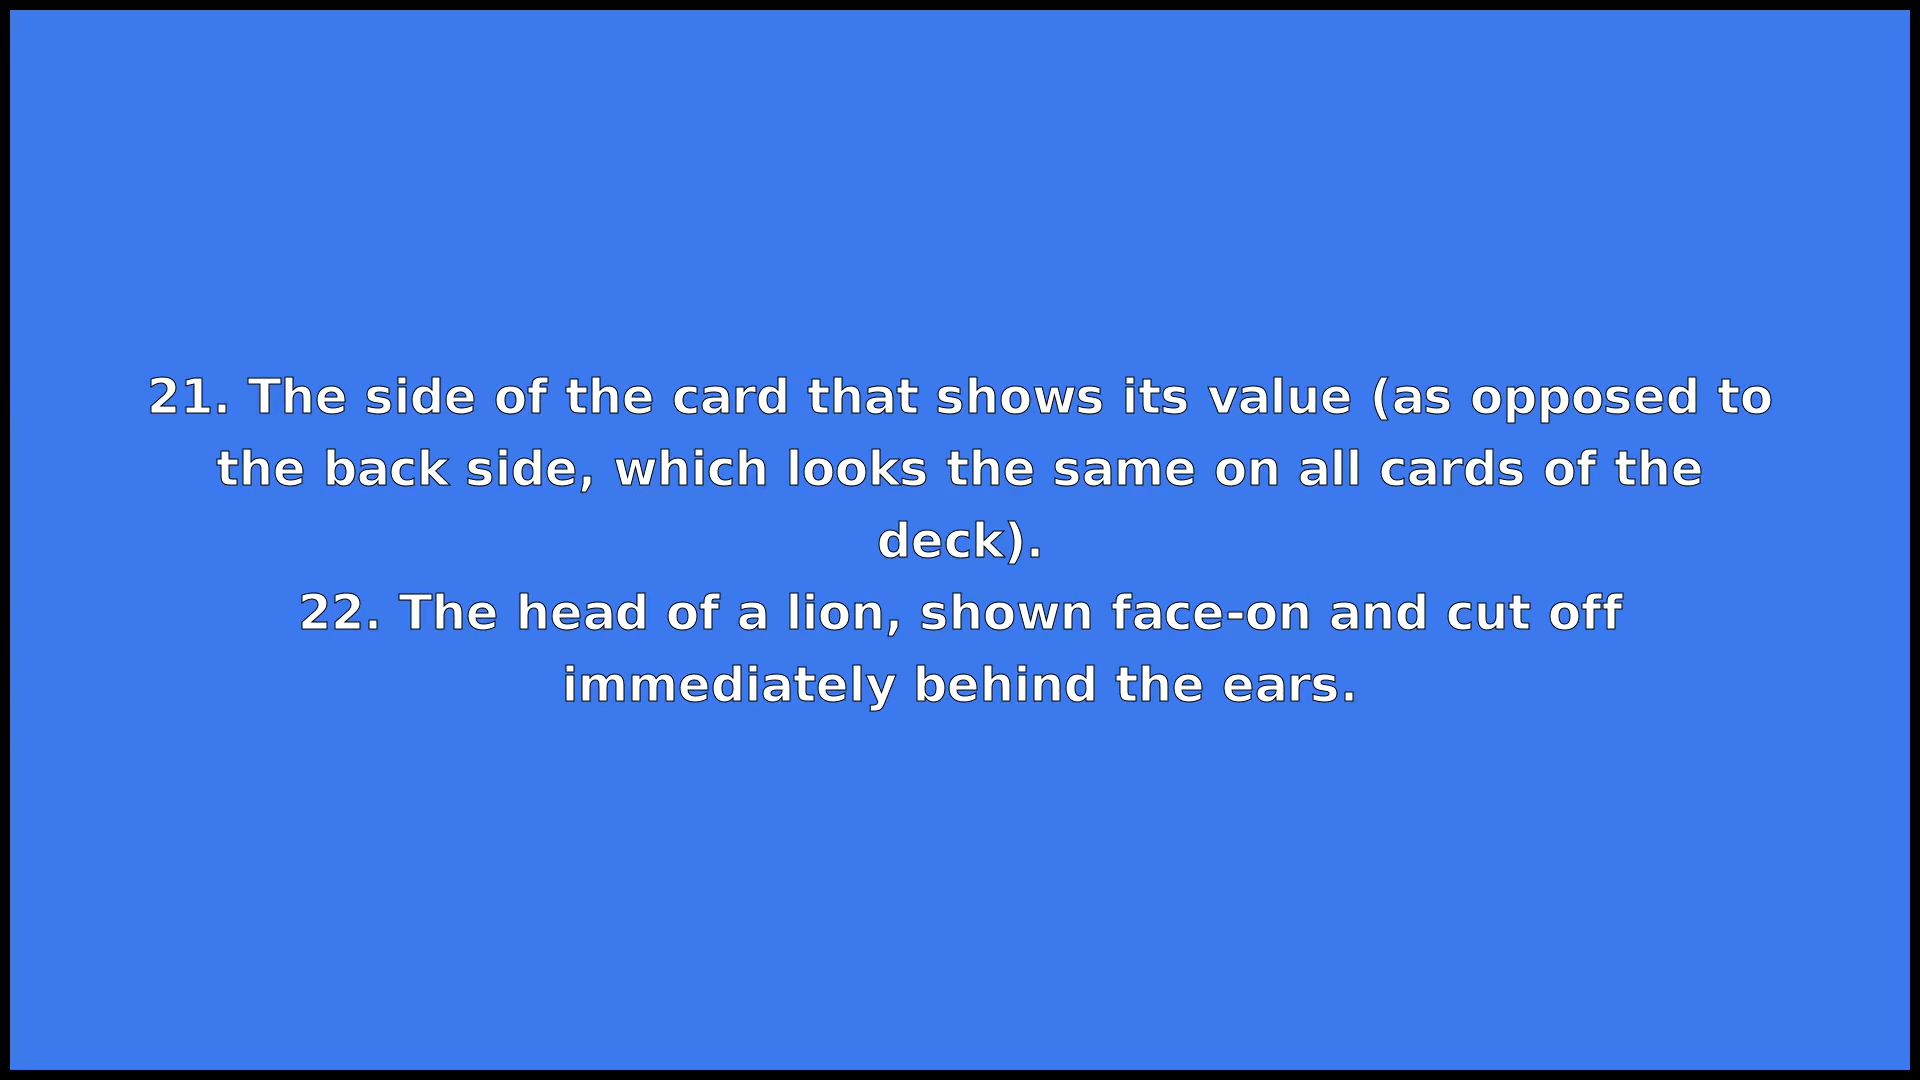 21. The side of the card that shows its value (as opposed to
the back side, which looks the same on all cards of the
deck).
22. The head of a lion, shown face-on and cut off
immediately behind the ears.